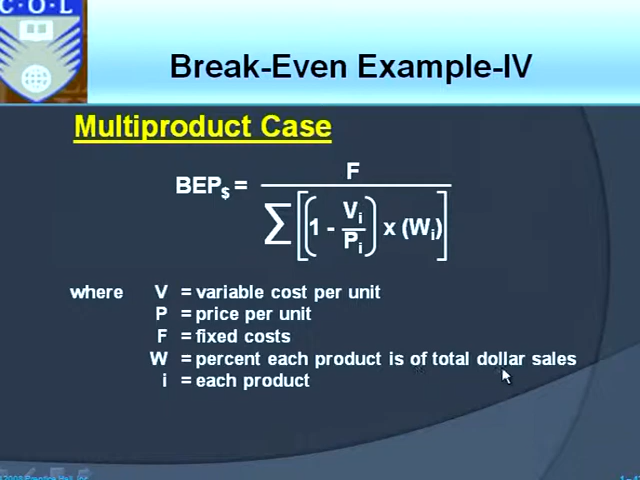 C·O·L
Break-Even Example-IV
Multiproduct Case
BEP$ = F / ∑ [(1 - Vi / Pi) x (Wi)]
where V = variable cost per unit
P = price per unit
F = fixed costs
W = percent each product is of total dollar sales
i = each product